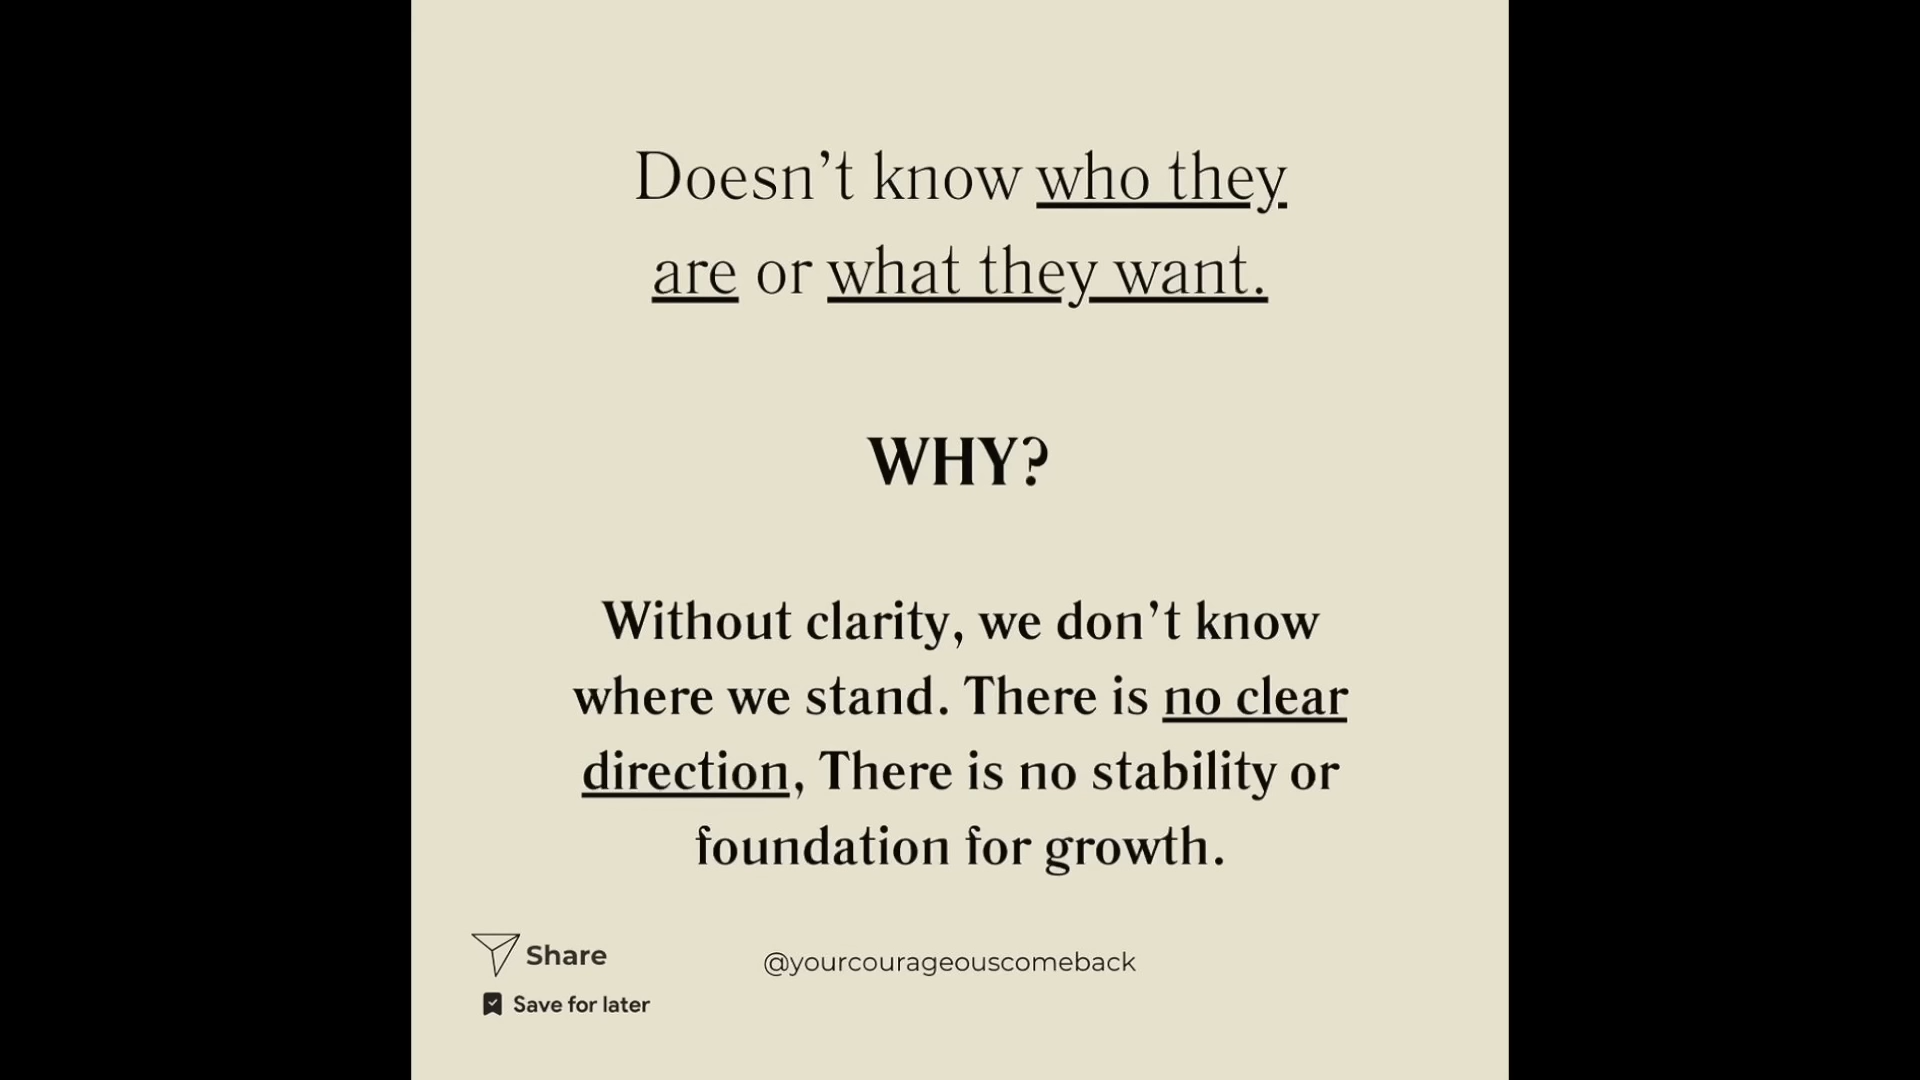 Doesn’t know who they
are or what they want.
WHY?
Without clarity, we don’t know
where we stand. There is no clear
direction, There is no stability or
foundation for growth.
Share
@yourcourageouscomeback
Save for later